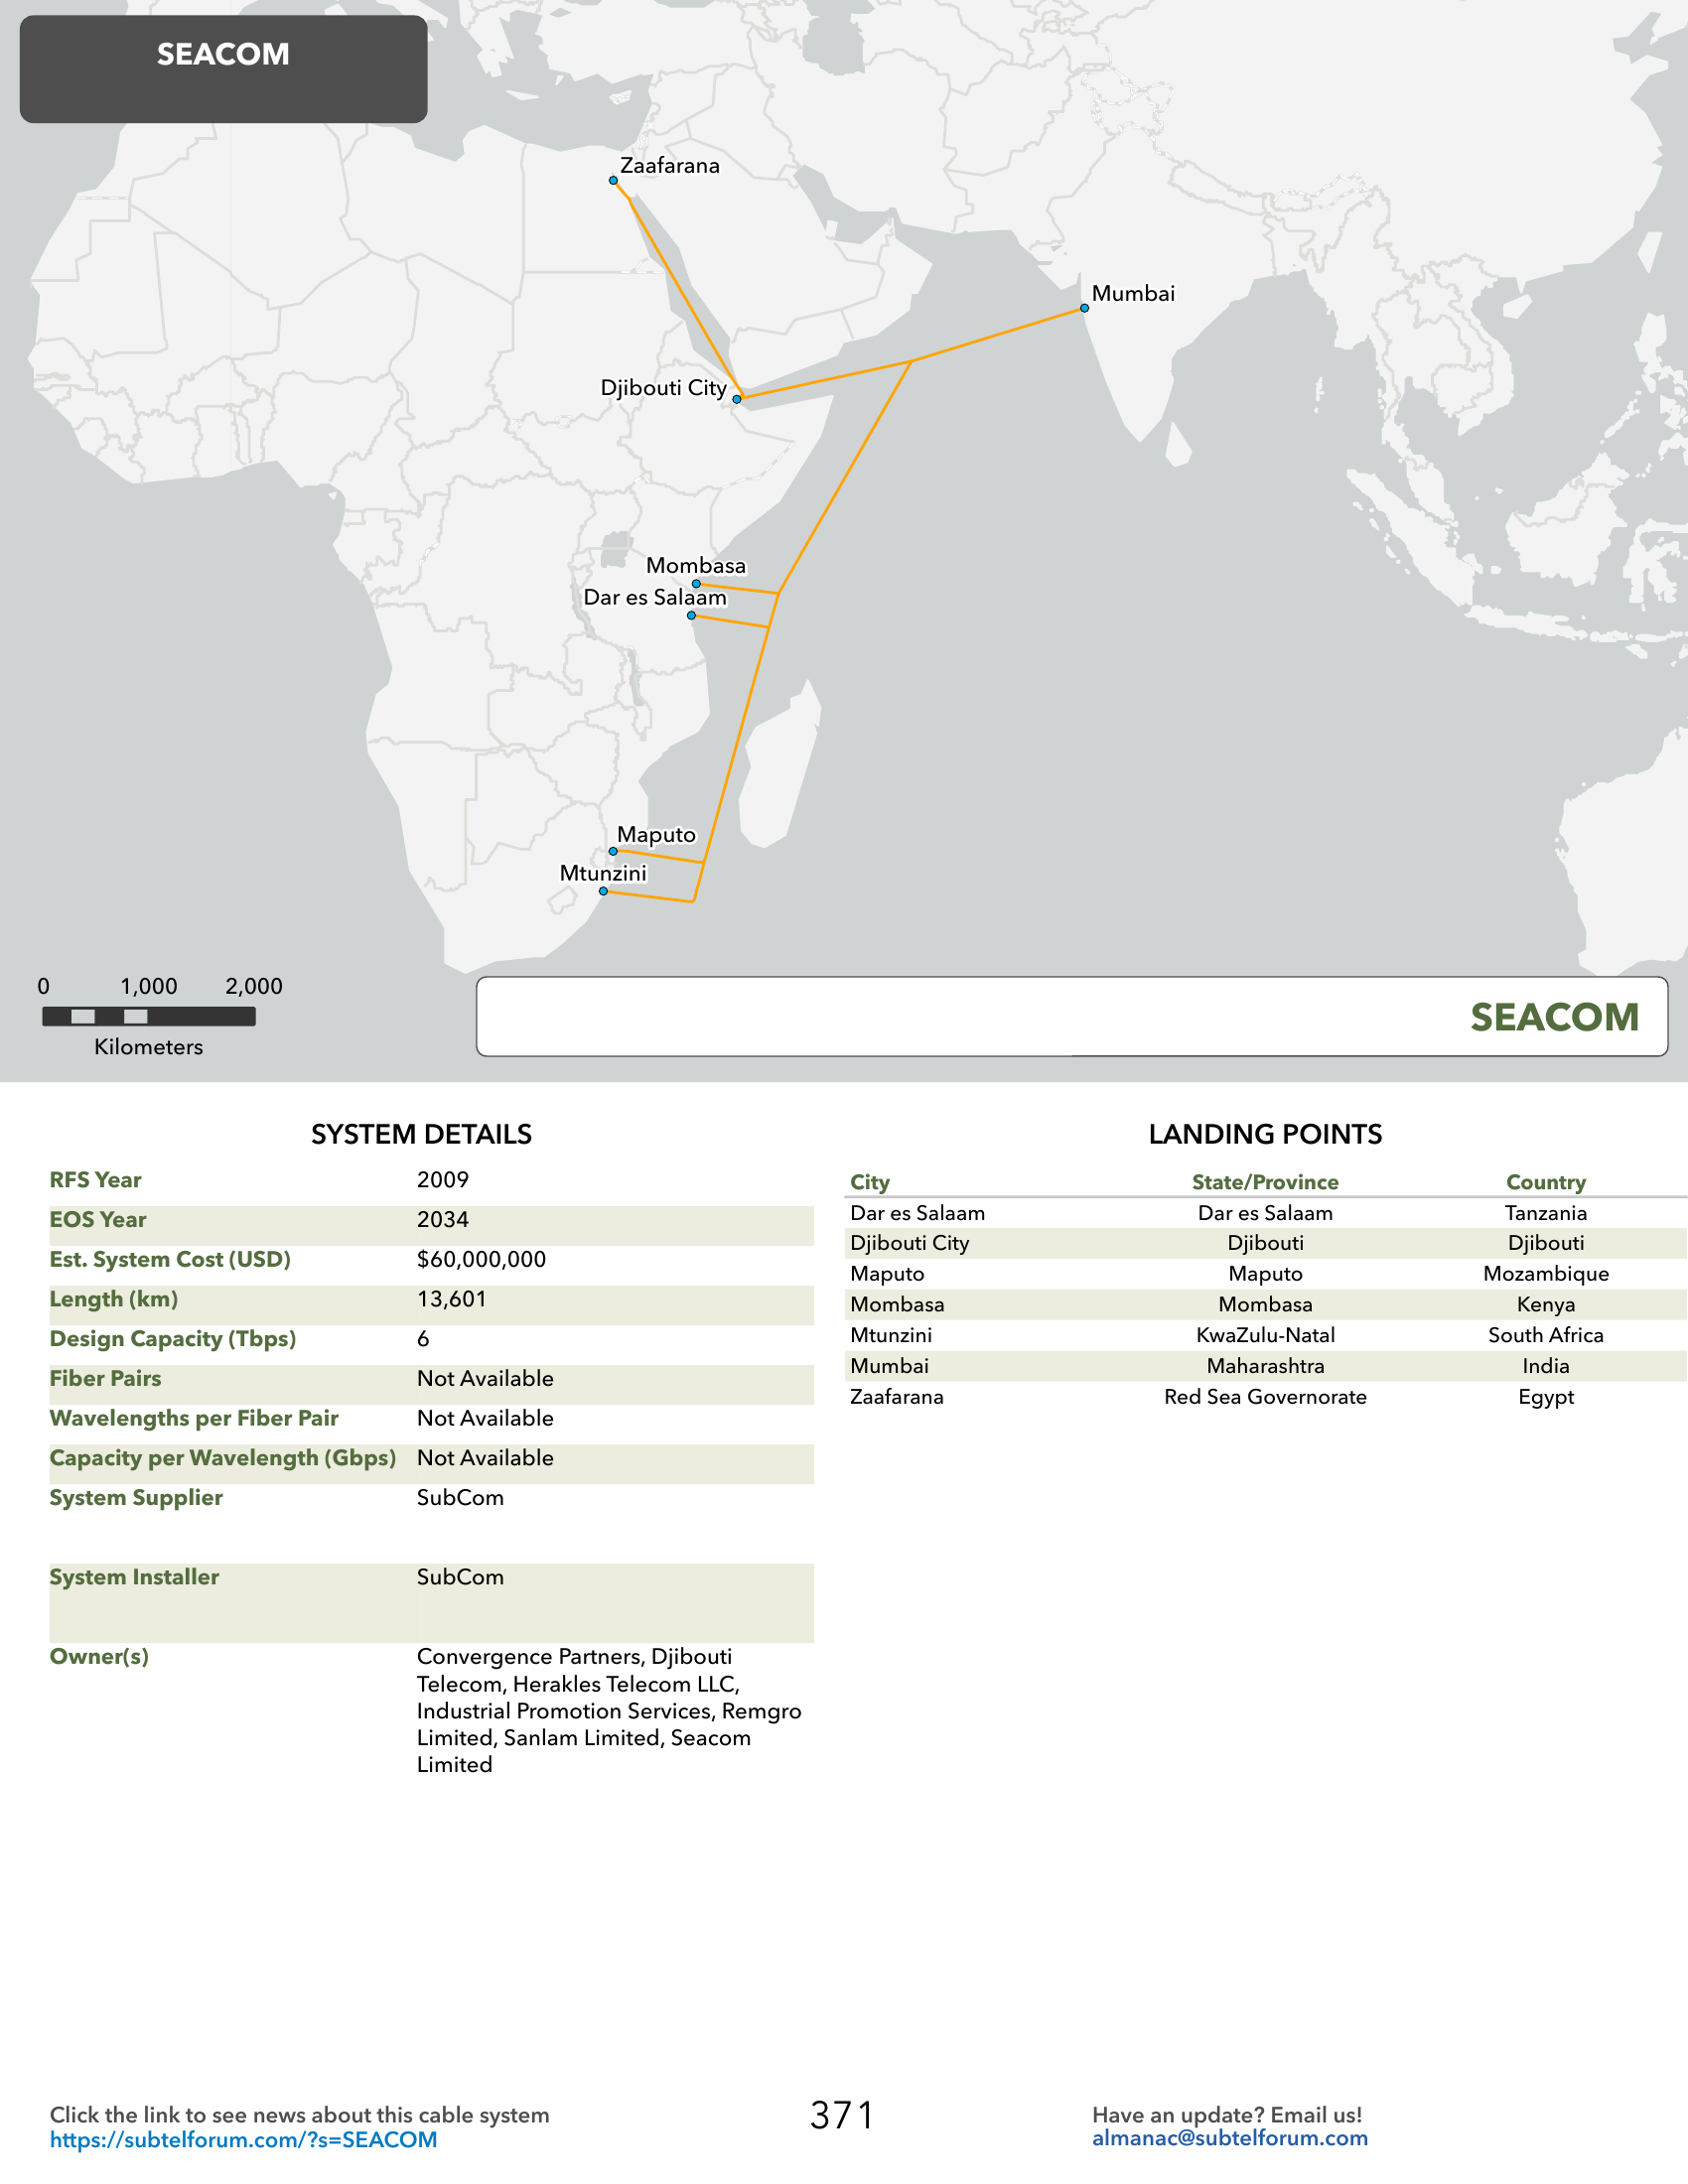 SEACOM
Zaafarana
Mumbai
Djibouti City
Mombasa
Dar es Salaam
Maputo
Mtunzini
0 1,000 2,000
Kilometers
SEACOM
SYSTEM DETAILS
RFS Year 2009
EOS Year 2034
Est. System Cost (USD) $60,000,000
Length (km) 13,601
Design Capacity (Tbps) 6
Fiber Pairs Not Available
Wavelengths per Fiber Pair Not Available
Capacity per Wavelength (Gbps) Not Available
System Supplier SubCom
System Installer SubCom
Owner(s) Convergence Partners, Djibouti
Telecom, Herakles Telecom LLC,
Industrial Promotion Services, Remgro
Limited, Sanlam Limited, Seacom
Limited
LANDING POINTS
City State/Province Country
Dar es Salaam Dar es Salaam Tanzania
Djibouti City Djibouti Djibouti
Maputo Maputo Mozambique
Mombasa Mombasa Kenya
Mtunzini KwaZulu-Natal South Africa
Mumbai Maharashtra India
Zaafarana Red Sea Governorate Egypt
Click the link to see news about this cable system
https://subtelforum.com/?s=SEACOM
371
Have an update? Email us!
almanac@subtelforum.com